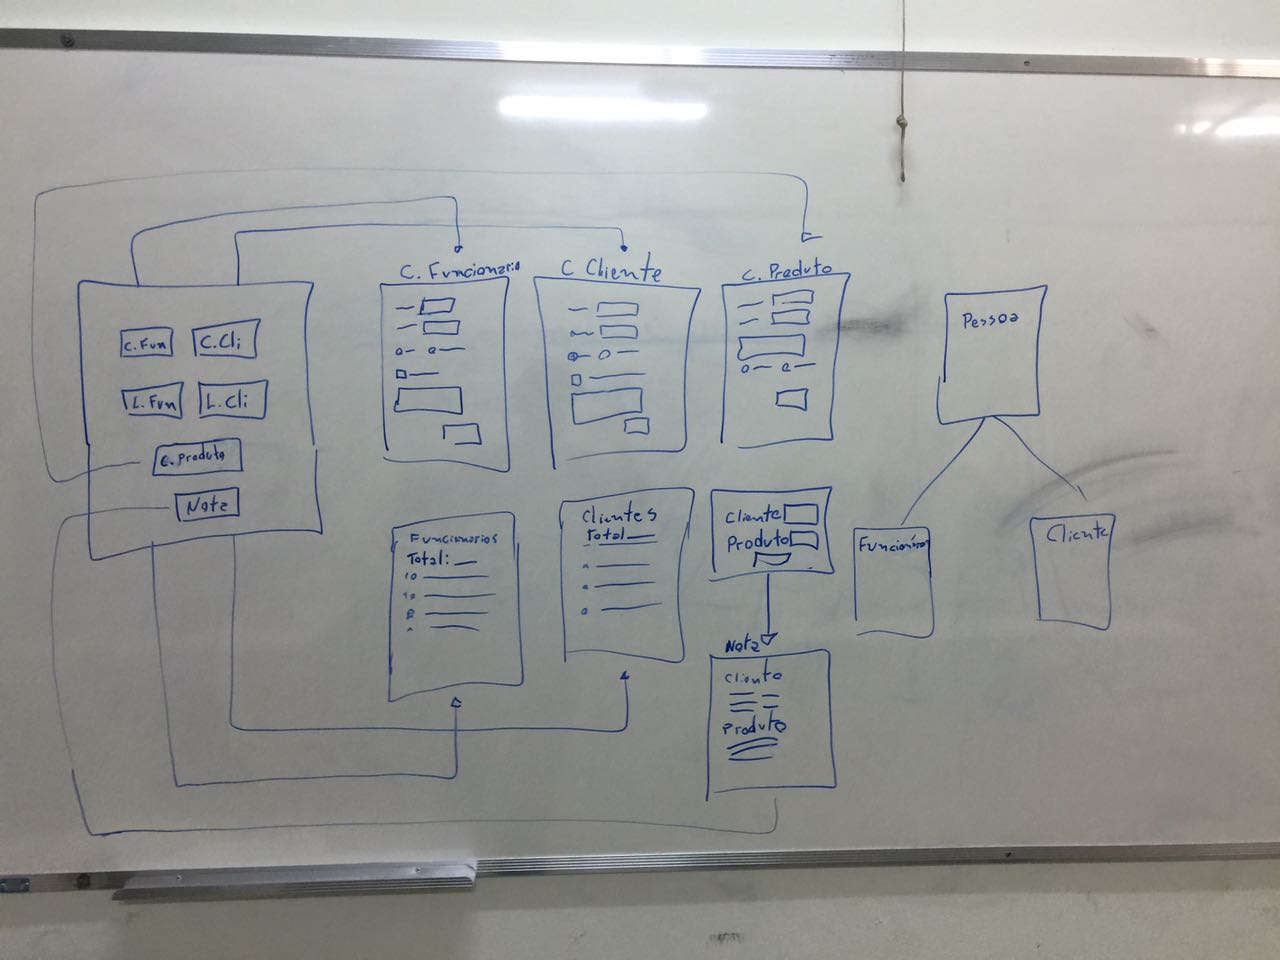 C. Funcionario
C Cliente
C. Produto
C. Fun
C. Cli
L. Fun
L. Cli
C. Produto
Nota
Funcionarios
Total:
Clientes
Total
Cliente
Produto
Nota
Cliente
Produto
Pessoa
Funcionários
Cliente